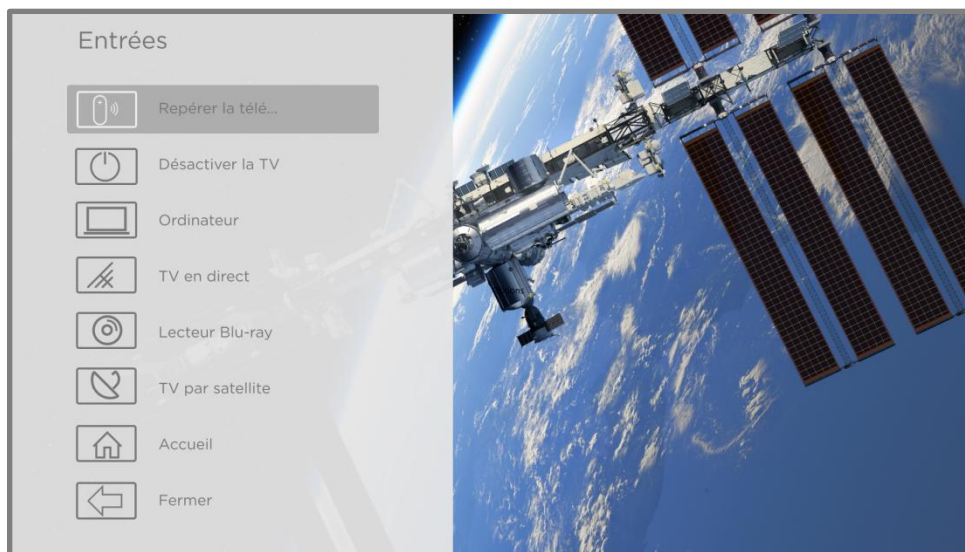 Entrées
Repérer la télé...
Désactiver la TV
Ordinateur
TV en direct
Lecteur Blu-ray
TV par satellite
Accueil
Fermer